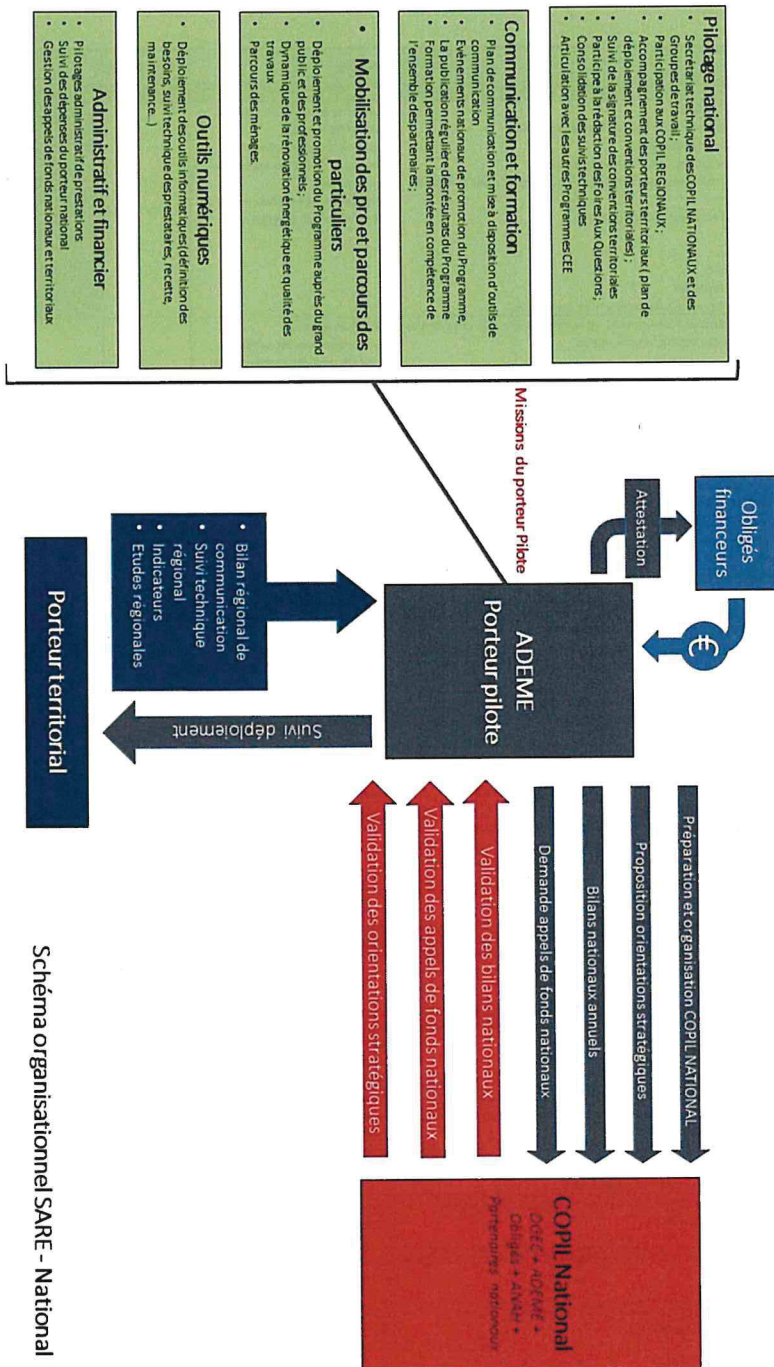 Pilotage national
• Secrétariat technique des COPIL NATIONAUX et des
Groupes de travail ;
• Participation aux COPIL REGIONAUX ;
• Accompagnement des porteurs territoriaux ( plan de
déploiement et conventions territoriales) ;
• Suivi de la signature des conventions territoriales
• Participe à la rédaction des Foires Aux Questions ;
• Consolidation des suivis techniques
• Articulation avec les autres Programmes CEE
Communication et formation
• Plan de communication et mise à disposition d'outils de
communication
• Evènements nationaux de promotion du Programme,
• La publication régulière des résultats du Programme
• Formation permettant la montée en compétence de
l'ensemble des partenaires ;
• Mobilisation des pro et parcours des
particuliers
• Déploiement et promotion du Programme auprès du grand
public et des professionnels ;
• Dynamique de la rénovation énergétique et qualité des
travaux
• Parcours des ménages.
Outils numériques
• Déploiement des outils informatiques (définition des
besoins, suivi technique des prestataires, recette,
maintenance...)
Administratif et financier
• Pilotages administratif de prestations
• Suivi des dépenses du porteur national
• Gestion des appels de fonds nationaux et territoriaux
Missions du porteur Pilote
Obligés
financeurs
Attestation
€
ADEME
Porteur pilote
• Bilan régional de
communication
• Suivi technique
régional
• Indicateurs
• Etudes régionales
Suivi déploiement
Porteur territorial
Préparation et organisation COPIL NATIONAL
Proposition orientations stratégiques
Bilans nationaux annuels
Demande appels de fonds nationaux
Validation des bilans nationaux
Validation des appels de fonds nationaux
Validation des orientations stratégiques
COPIL National
DGEC + ADEME +
Obligés + ANAH +
Partenaires nationaux
Schéma organisationnel SARE - National